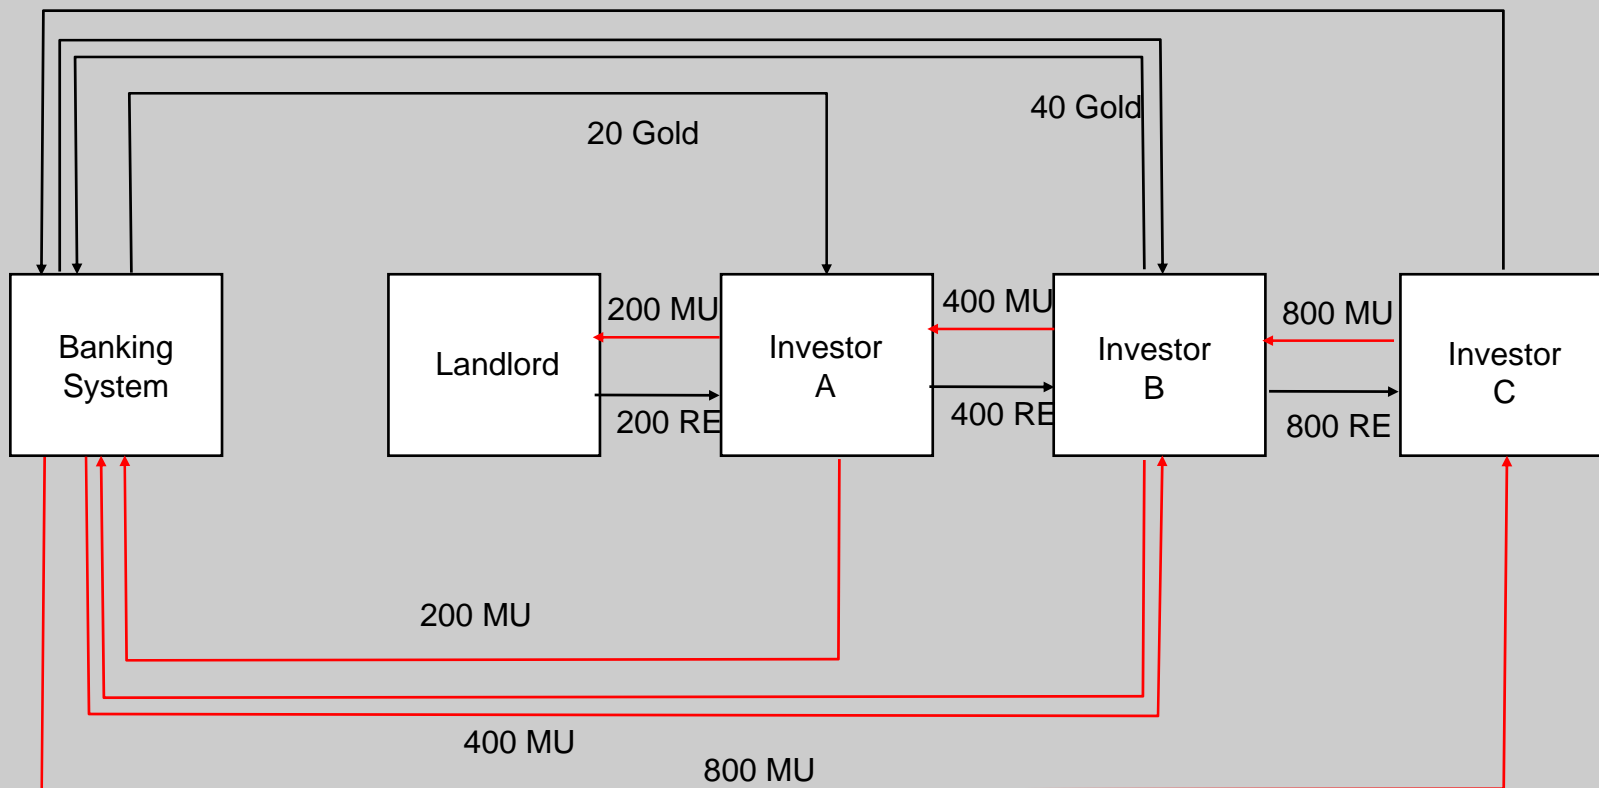 20 Gold
40 Gold
Banking
System
Landlord
200 MU
200 RE
Investor
A
400 MU
400 RE
Investor
B
800 MU
800 RE
Investor
C
200 MU
400 MU
800 MU